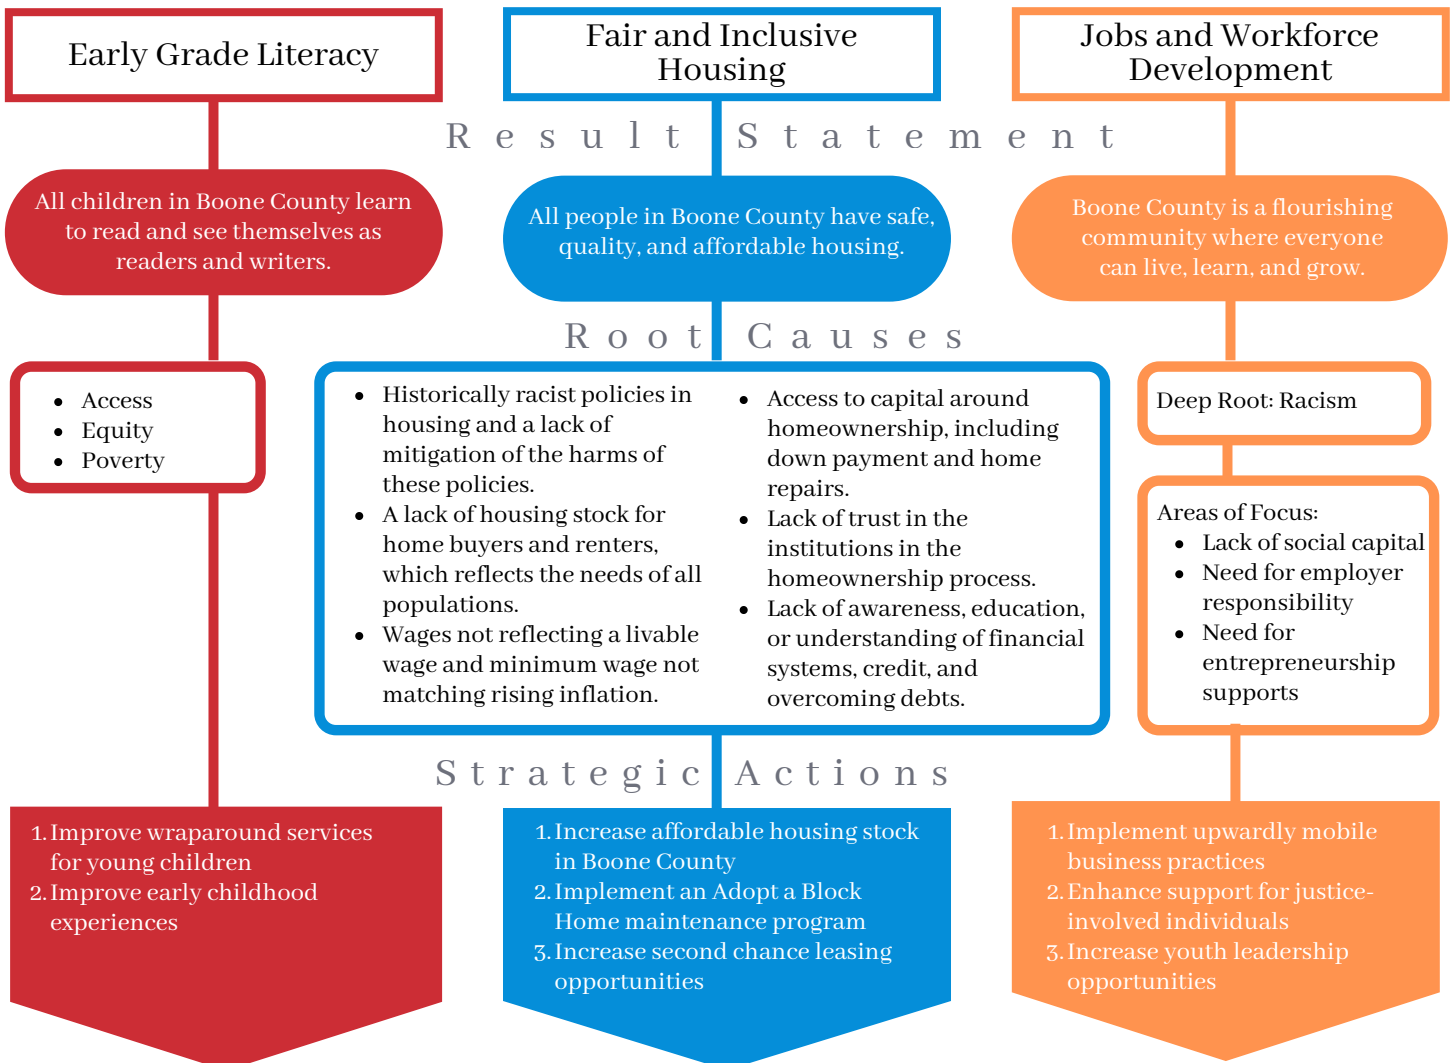 Early Grade Literacy
Fair and Inclusive
Housing
Jobs and Workforce
Development
Result Statement
All children in Boone County learn
to read and see themselves as
readers and writers.
All people in Boone County have safe,
quality, and affordable housing.
Boone County is a flourishing
community where everyone
can live, learn, and grow.
Root Causes
• Access
• Equity
• Poverty
• Historically racist policies in
housing and a lack of
mitigation of the harms of
these policies.
• A lack of housing stock for
home buyers and renters,
which reflects the needs of all
populations.
• Wages not reflecting a livable
wage and minimum wage not
matching rising inflation.
• Access to capital around
homeownership, including
down payment and home
repairs.
• Lack of trust in the
institutions in the
homeownership process.
• Lack of awareness, education,
or understanding of financial
systems, credit, and
overcoming debts.
Deep Root: Racism
Areas of Focus:
• Lack of social capital
• Need for employer
responsibility
• Need for
entrepreneurship
supports
Strategic Actions
1. Improve wraparound services
for young children
2. Improve early childhood
experiences
1. Increase affordable housing stock
in Boone County
2. Implement an Adopt a Block
Home maintenance program
3. Increase second chance leasing
opportunities
1. Implement upwardly mobile
business practices
2. Enhance support for justice-
involved individuals
3. Increase youth leadership
opportunities